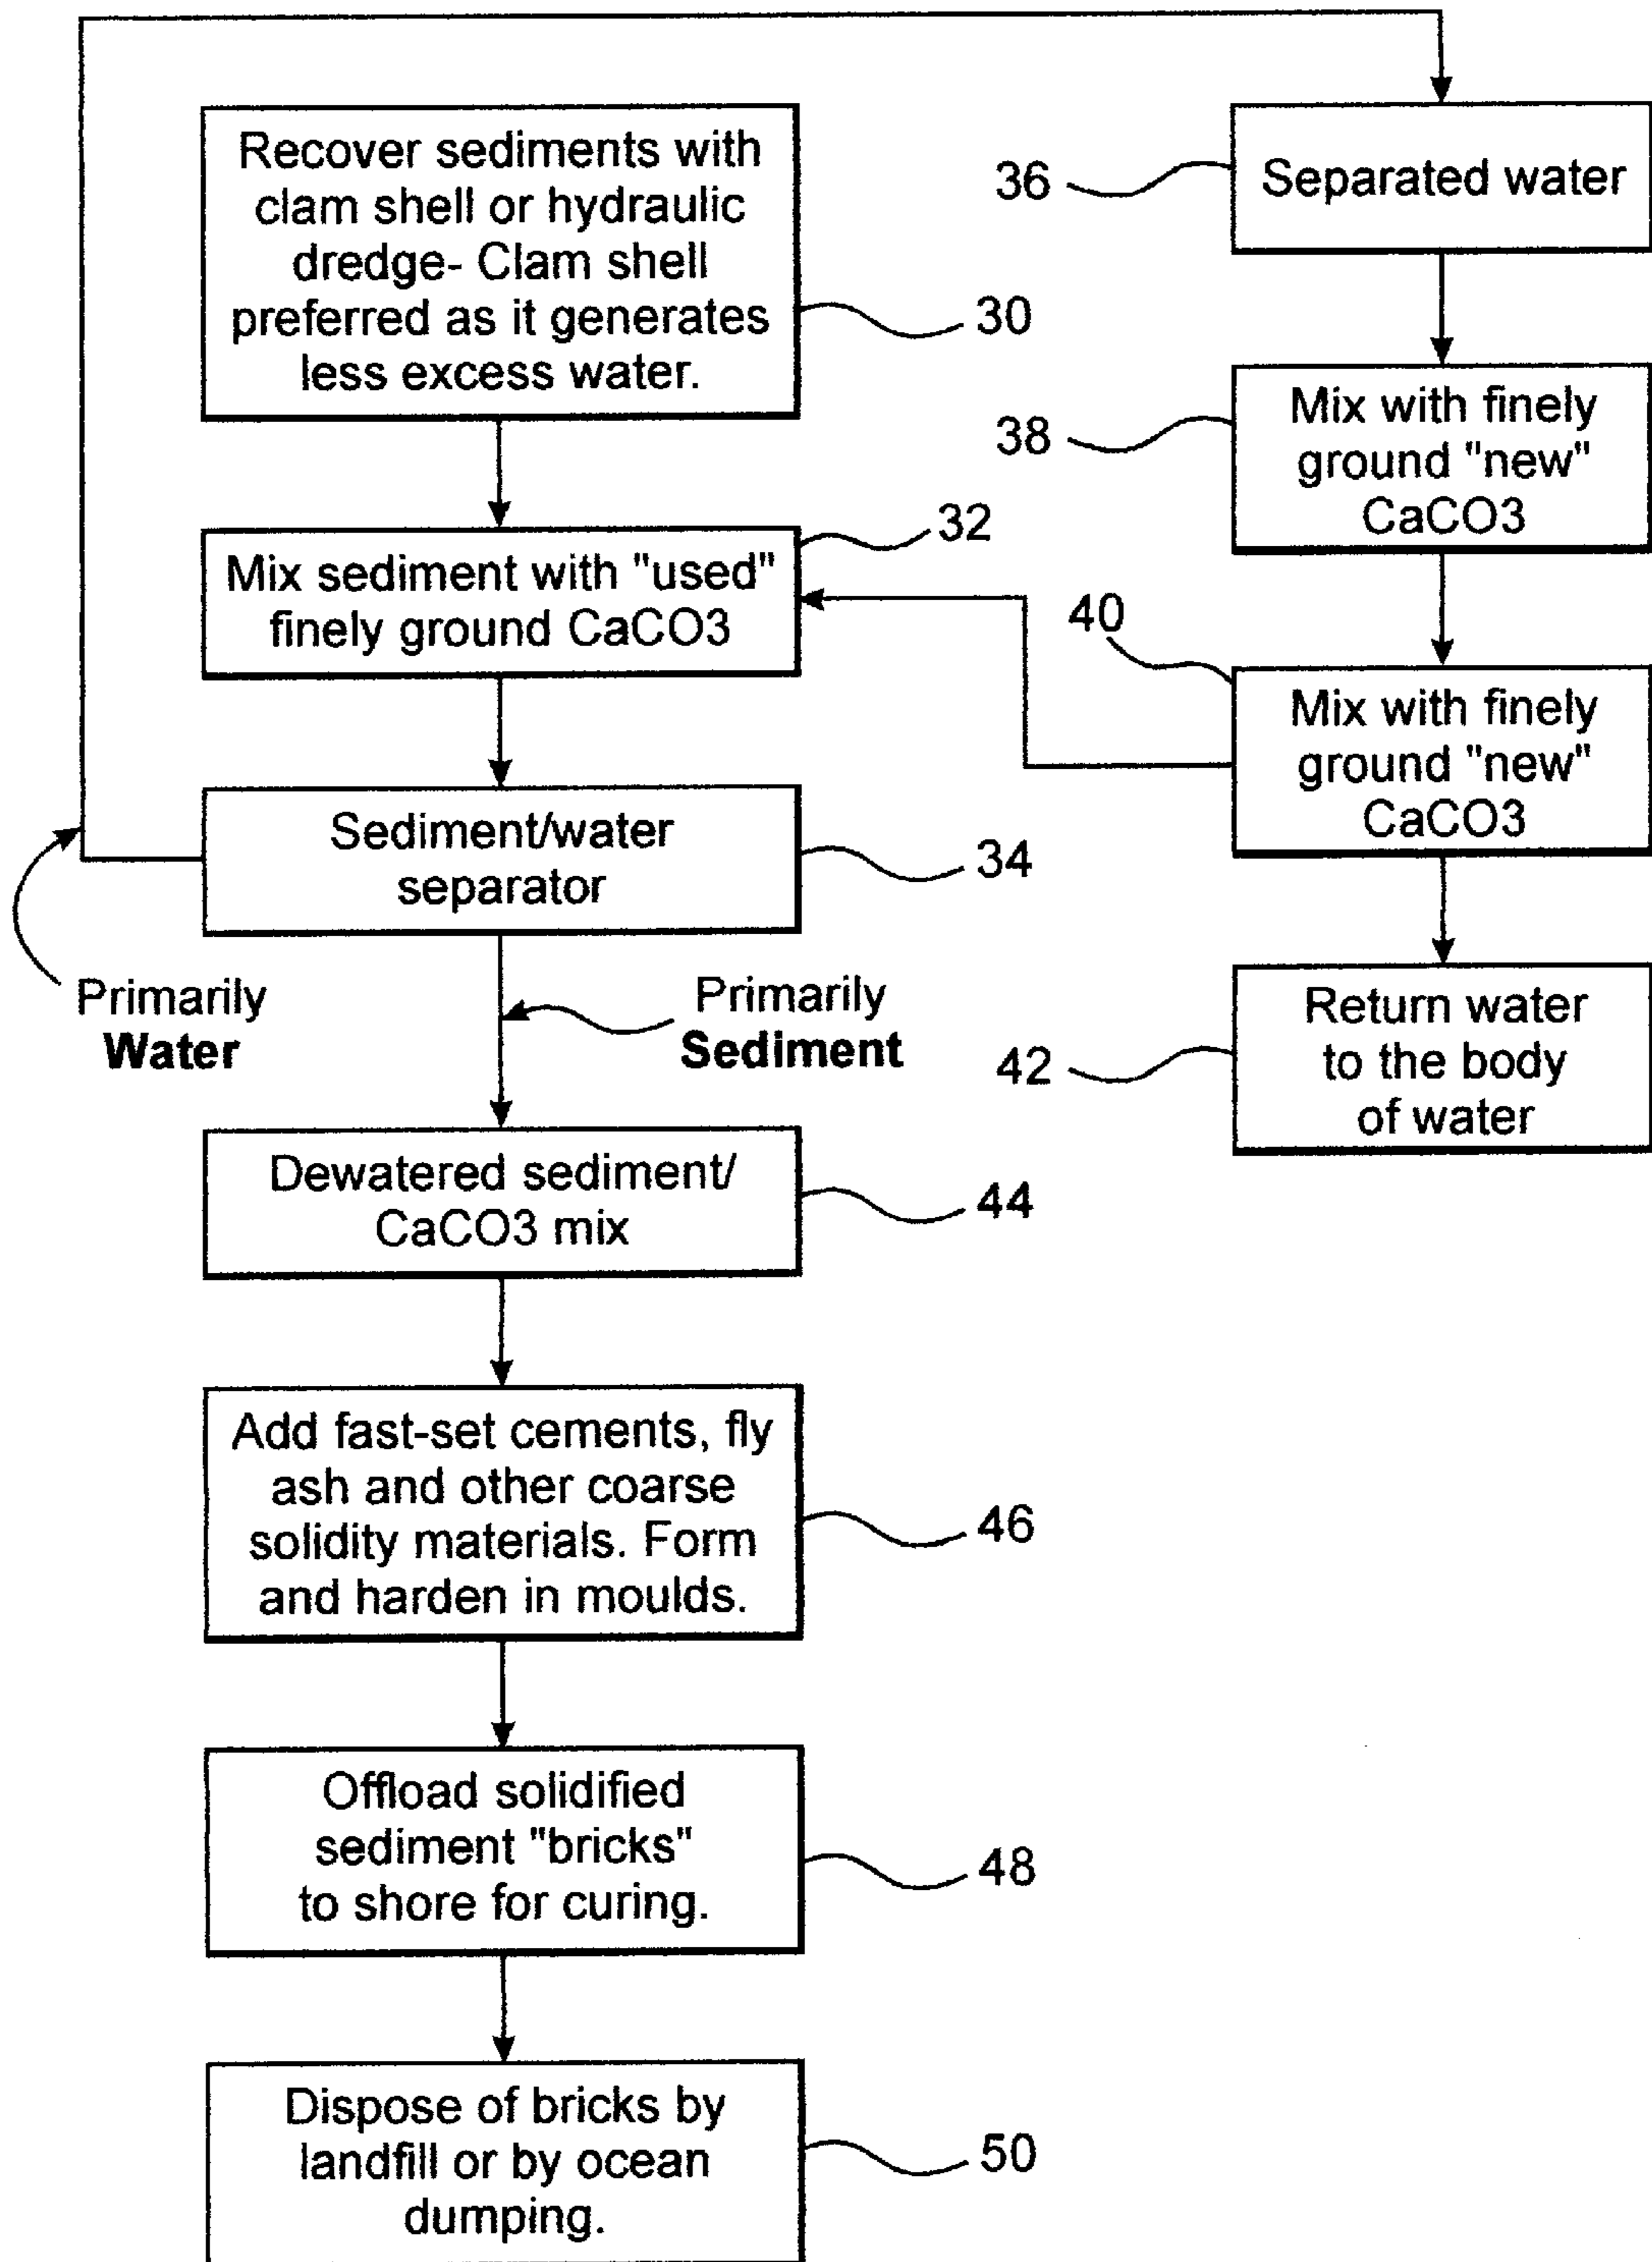 Recover sediments with
clam shell or hydraulic
dredge- Clam shell
preferred as it generates
less excess water.
30
Mix sediment with "used"
finely ground CaCO3
32
Sediment/water
separator
34
Primarily
Water
Primarily
Sediment
Dewatered sediment/
CaCO3 mix
44
Add fast-set cements, fly
ash and other coarse
solidity materials. Form
and harden in moulds.
46
Offload solidified
sediment "bricks"
to shore for curing.
48
Dispose of bricks by
landfill or by ocean
dumping.
50
36
Separated water
38
Mix with finely
ground "new"
CaCO3
40
Mix with finely
ground "new"
CaCO3
42
Return water
to the body
of water